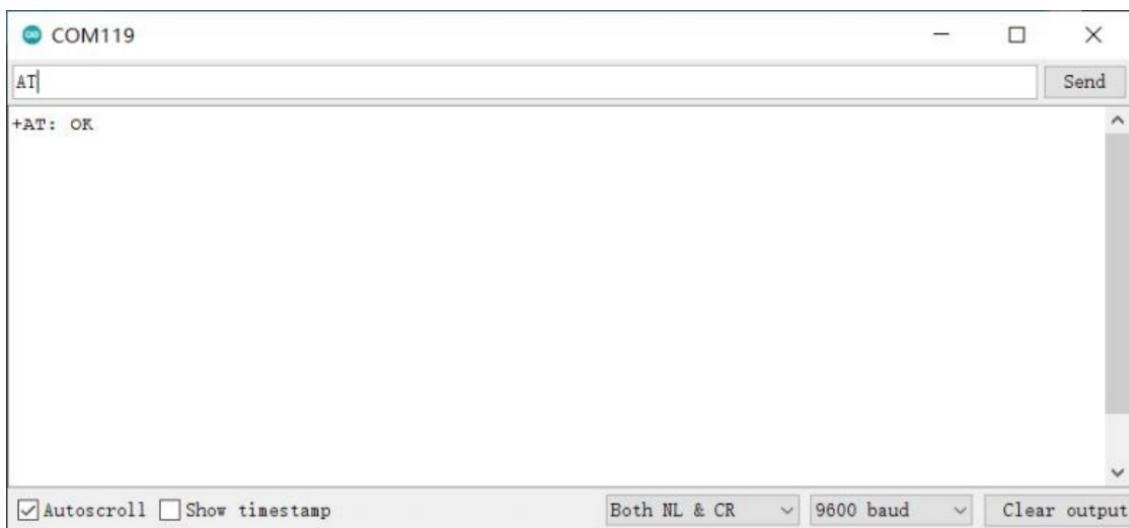 COM119
AT
Send
+AT: OK
Autoscroll Show timestamp Both NL & CR 9600 baud Clear output